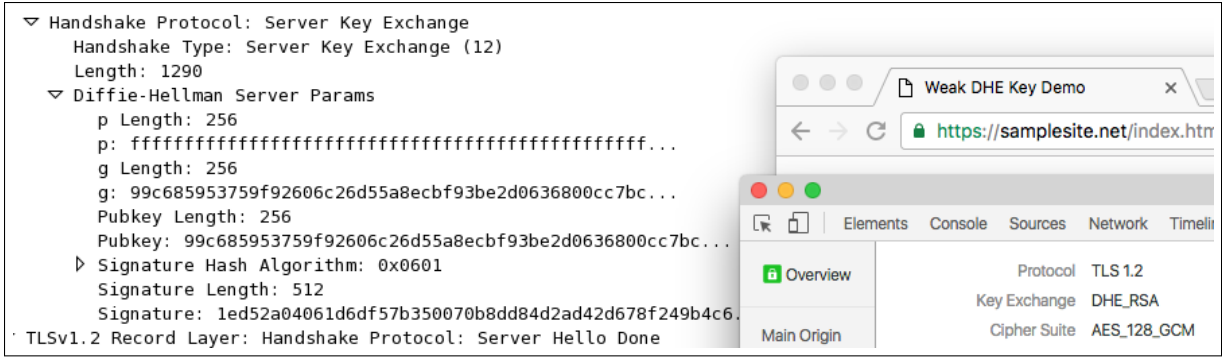 Handshake Protocol: Server Key Exchange
Handshake Type: Server Key Exchange (12)
Length: 1290
Diffie-Hellman Server Params
p Length: 256
p: ffffffffffffffffffffffffffffffffffffffffffffffff...
g Length: 256
g: 99c685953759f92606c26d55a8ecbf93be2d0636800cc7bc...
Pubkey Length: 256
Pubkey: 99c685953759f92606c26d55a8ecbf93be2d0636800cc7bc...
Signature Hash Algorithm: 0x0601
Signature Length: 512
Signature: 1ed52a04061d6df57b350070b8dd84d2ad42d678f249b4c6.
TLSv1.2 Record Layer: Handshake Protocol: Server Hello Done
Weak DHE Key Demo
https://samplesite.net/index.htm
Elements Console Sources Network Timeli
Overview
Main Origin
Protocol TLS 1.2
Key Exchange DHE_RSA
Cipher Suite AES_128_GCM